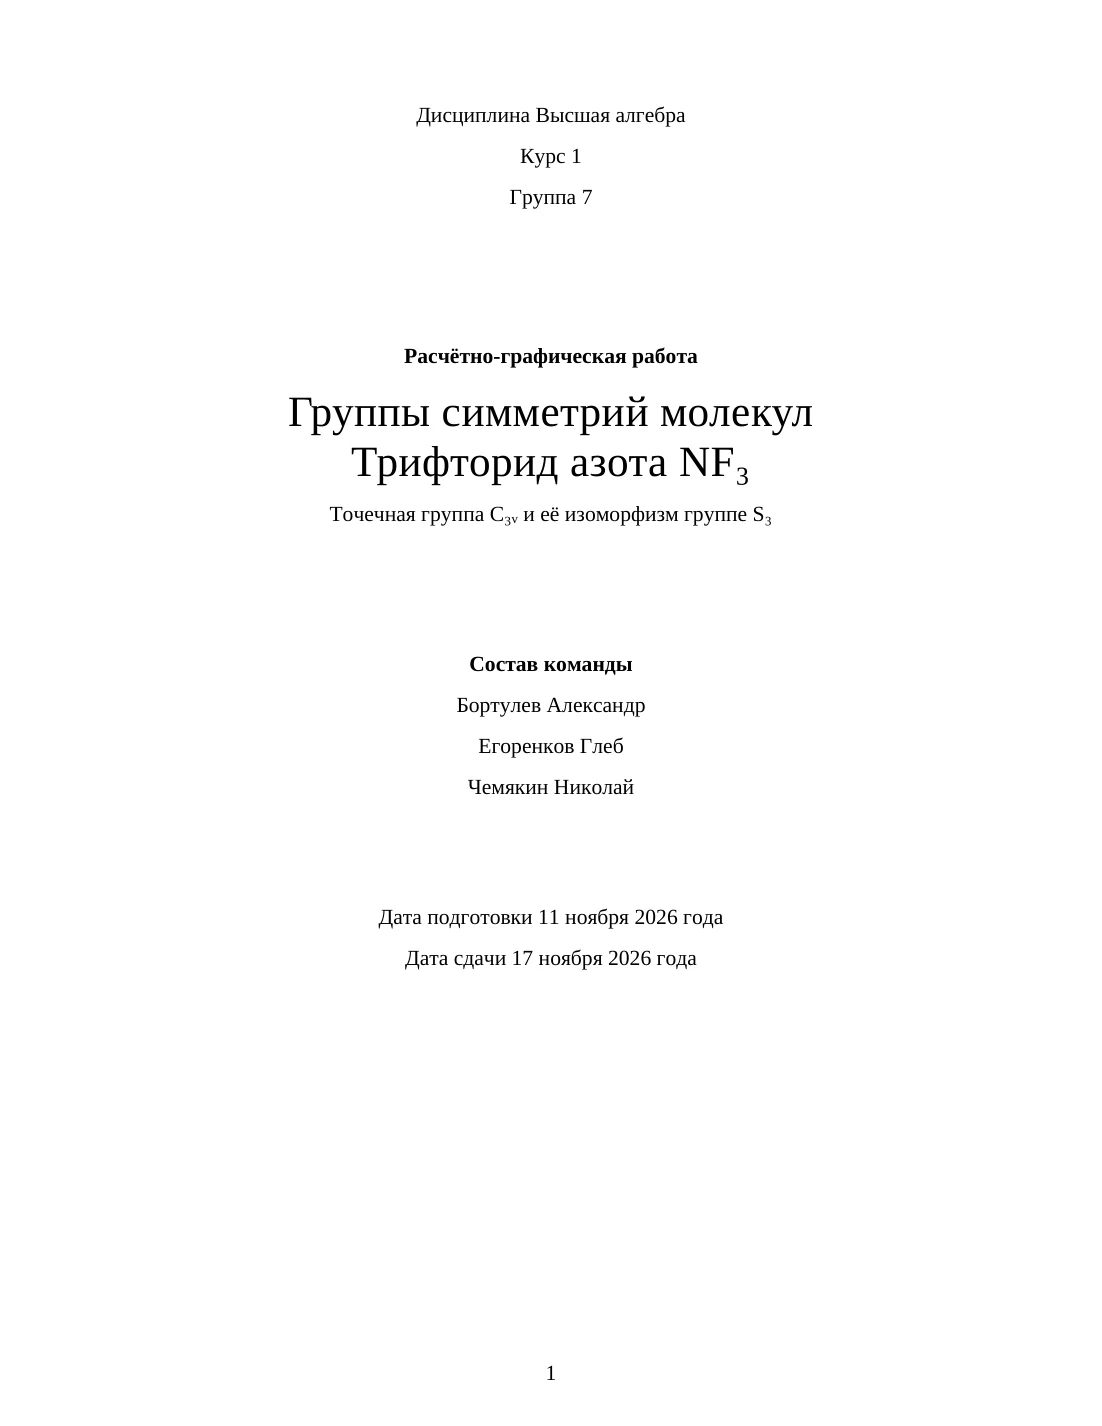 Дисциплина Высшая алгебра
Курс 1
Группа 7
Расчётно-графическая работа
Группы симметрий молекул
Трифторид азота NF₃
Точечная группа C₃ᵥ и её изоморфизм группе S₃
Состав команды
Бортулев Александр
Егоренков Глеб
Чемякин Николай
Дата подготовки 11 ноября 2026 года
Дата сдачи 17 ноября 2026 года
1